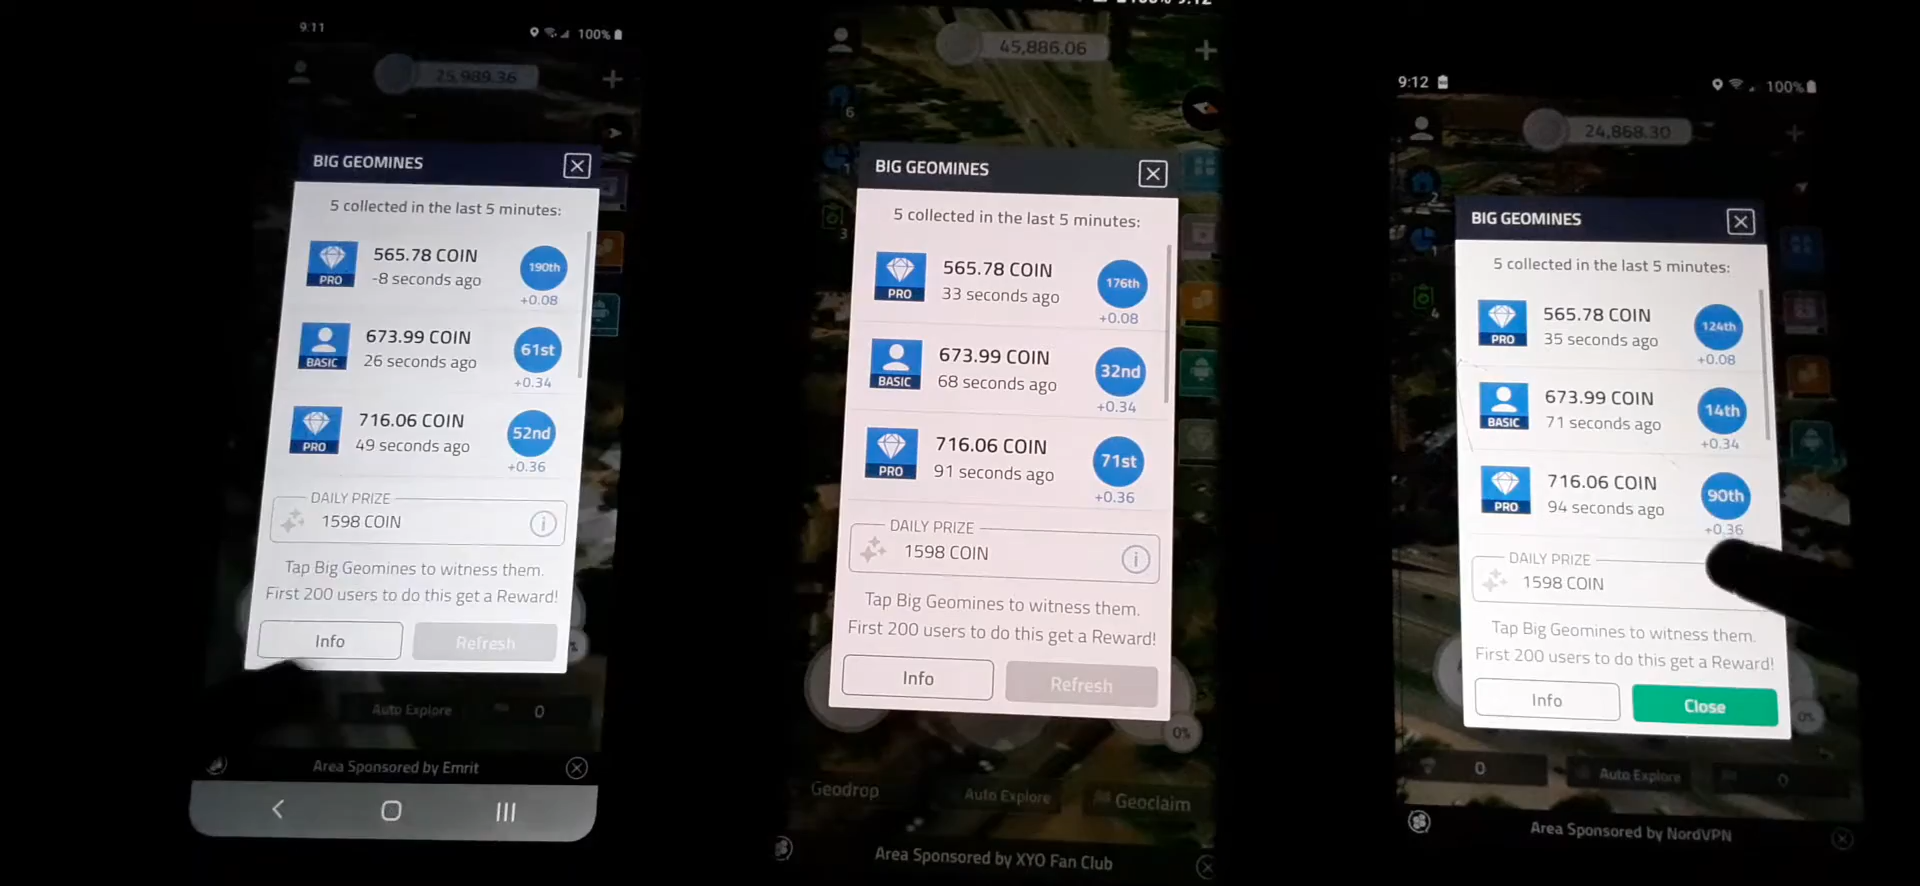 9:11
100%
25,989.36
BIG GEOMINES
5 collected in the last 5 minutes:
565.78 COIN
PRO
-8 seconds ago
190th
+0.08
673.99 COIN
BASIC
26 seconds ago
61st
+0.34
716.06 COIN
PRO
49 seconds ago
52nd
+0.36
DAILY PRIZE
1598 COIN
Tap Big Geomines to witness them.
First 200 users to do this get a Reward!
Info
Refresh
Auto Explore
0
Area Sponsored by Emrit
45,886.06
6
1
3
BIG GEOMINES
5 collected in the last 5 minutes:
565.78 COIN
PRO
33 seconds ago
176th
+0.08
673.99 COIN
BASIC
68 seconds ago
32nd
+0.34
716.06 COIN
PRO
91 seconds ago
71st
+0.36
DAILY PRIZE
1598 COIN
Tap Big Geomines to witness them.
First 200 users to do this get a Reward!
Info
Refresh
0%
Geodrop
Auto Explore
Geoclaim
Area Sponsored by XYO Fan Club
9:12
100%
24,868.30
2
1
4
BIG GEOMINES
5 collected in the last 5 minutes:
565.78 COIN
PRO
35 seconds ago
124th
+0.08
673.99 COIN
BASIC
71 seconds ago
14th
+0.34
716.06 COIN
PRO
94 seconds ago
90th
+0.36
DAILY PRIZE
1598 COIN
Tap Big Geomines to witness them.
First 200 users to do this get a Reward!
Info
Close
0%
0
Auto Explore
0
Area Sponsored by NordVPN